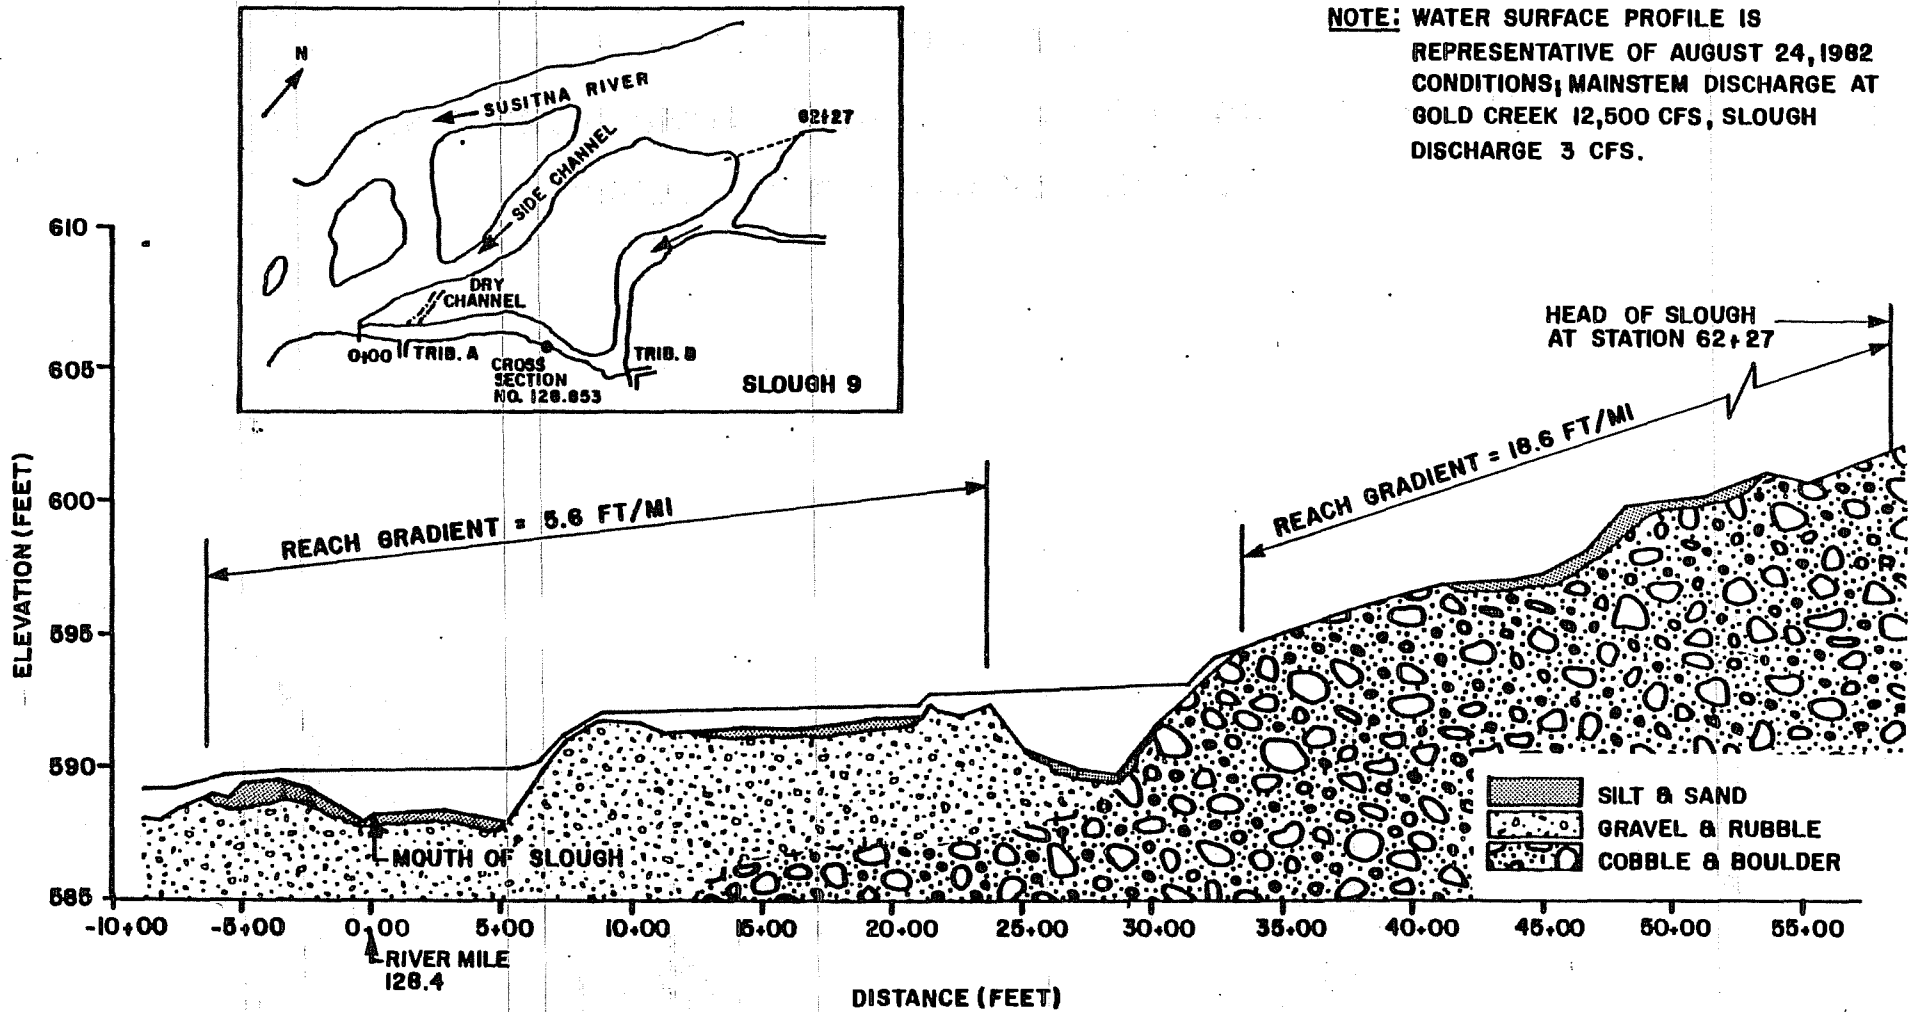 NOTE: WATER SURFACE PROFILE IS
REPRESENTATIVE OF AUGUST 24, 1982
CONDITIONS; MAINSTEM DISCHARGE AT
GOLD CREEK 12,500 CFS, SLOUGH
DISCHARGE 3 CFS.
N
SUSITNA RIVER
62+27
SIDE CHANNEL
DRY
CHANNEL
0+00
TRIB. A
CROSS
SECTION
NO. 128.853
TRIB. B
SLOUGH 9
HEAD OF SLOUGH
AT STATION 62+27
REACH GRADIENT = 5.6 FT/MI
REACH GRADIENT = 18.6 FT/MI
ELEVATION (FEET)
610
605
600
595
590
585
MOUTH OF SLOUGH
SILT & SAND
GRAVEL & RUBBLE
COBBLE & BOULDER
-10+00 -5+00 0+00 5+00 10+00 15+00 20+00 25+00 30+00 35+00 40+00 45+00 50+00 55+00
RIVER MILE
128.4
DISTANCE (FEET)